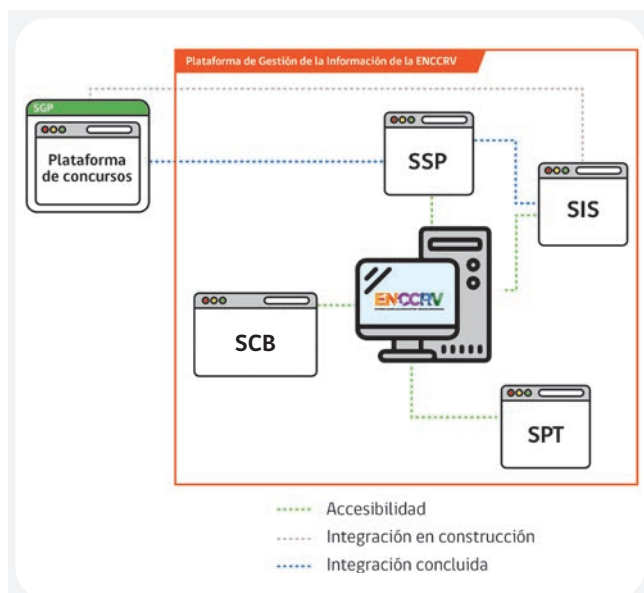 Plataforma de Gestión de la Información de la ENCCRV
SGP
Plataforma
de concursos
SSP
SIS
ENCCRV
SCB
SPT
Accesibilidad
Integración en construcción
Integración concluida